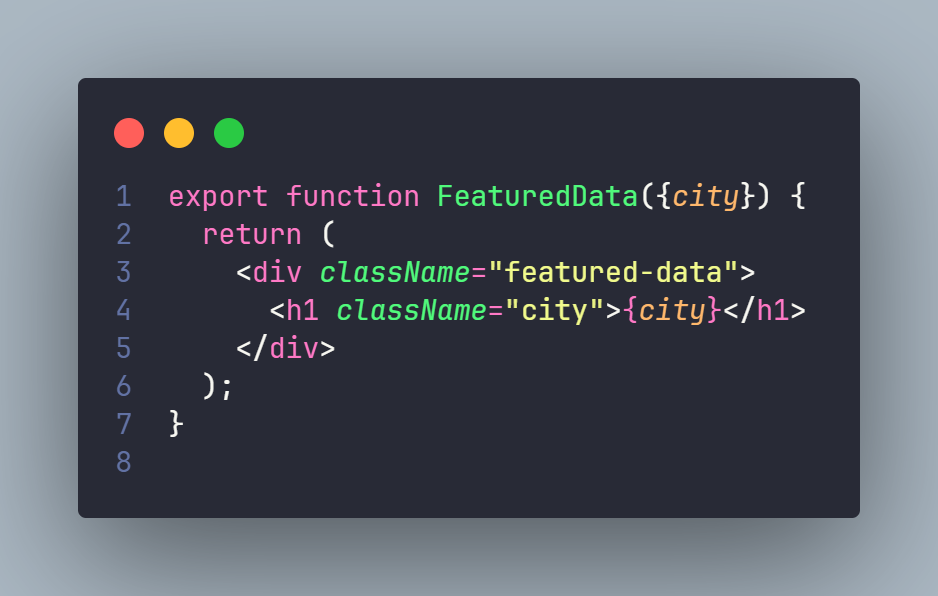 1 export function FeaturedData({city}) {
2   return (
3     <div className="featured-data">
4       <h1 className="city">{city}</h1>
5     </div>
6   );
7 }
8